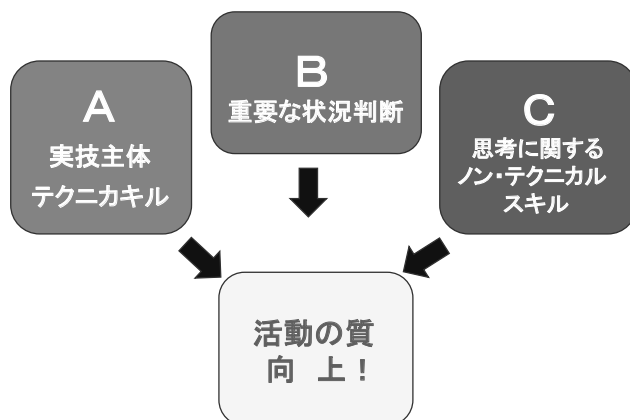 A
実技主体
テクニカキル
B
重要な状況判断
C
思考に関する
ノン・テクニカル
スキル
活動の質
向 上！